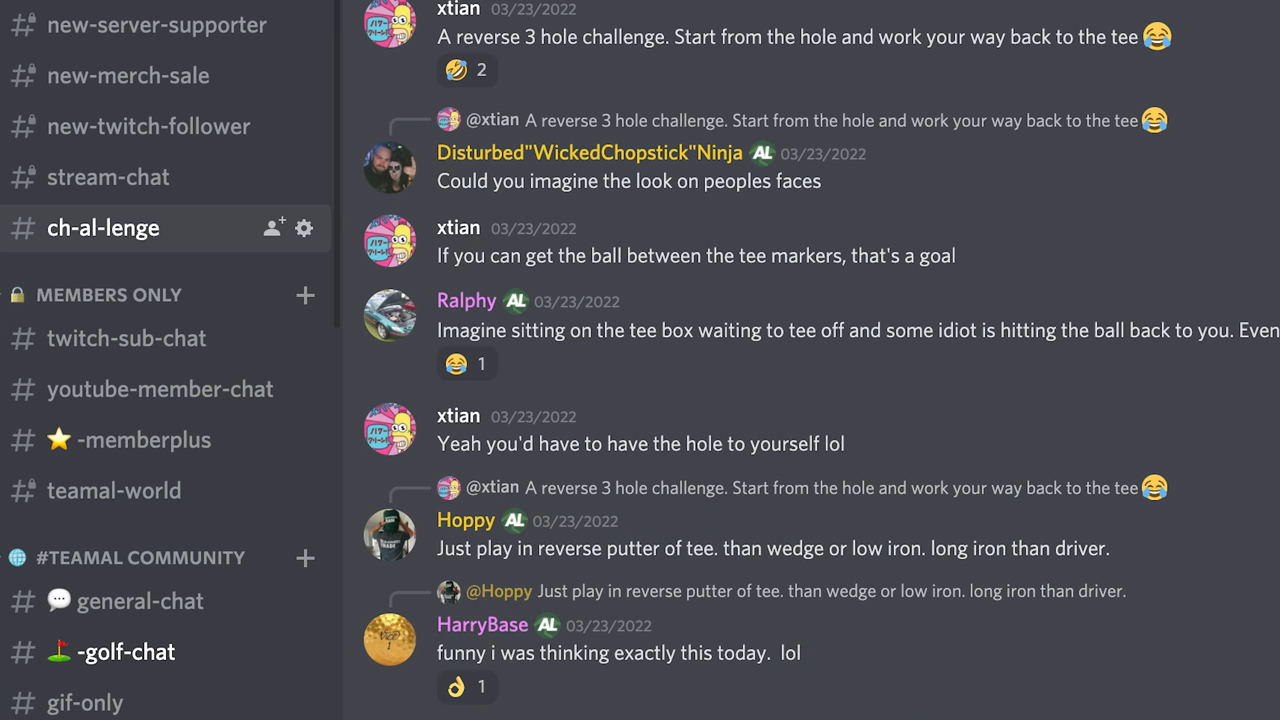 new-server-supporter
new-merch-sale
new-twitch-follower
stream-chat
ch-al-lenge
MEMBERS ONLY
twitch-sub-chat
youtube-member-chat
-memberplus
teamal-world
#TEAMAL COMMUNITY
general-chat
-golf-chat
gif-only
xtian 03/23/2022
A reverse 3 hole challenge. Start from the hole and work your way back to the tee 😂
🤣 2
@xtian A reverse 3 hole challenge. Start from the hole and work your way back to the tee 😂
Disturbed"WickedChopstick"Ninja AL 03/23/2022
Could you imagine the look on peoples faces
xtian 03/23/2022
If you can get the ball between the tee markers, that's a goal
Ralphy AL 03/23/2022
Imagine sitting on the tee box waiting to tee off and some idiot is hitting the ball back to you. Even
😂 1
xtian 03/23/2022
Yeah you'd have to have the hole to yourself lol
@xtian A reverse 3 hole challenge. Start from the hole and work your way back to the tee 😂
Hoppy AL 03/23/2022
Just play in reverse putter of tee. than wedge or low iron. long iron than driver.
@Hoppy Just play in reverse putter of tee. than wedge or low iron. long iron than driver.
HarryBase AL 03/23/2022
funny i was thinking exactly this today. lol
👌 1